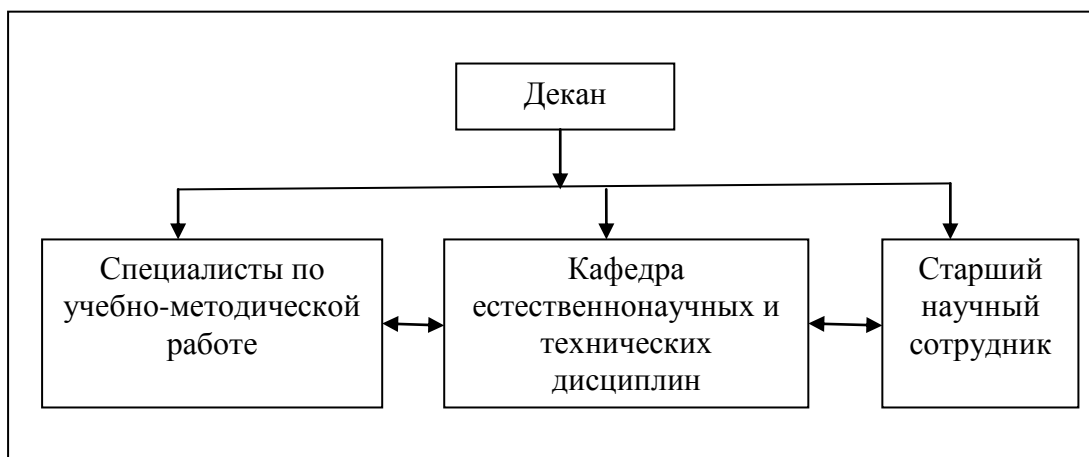 Декан
Специалисты по
учебно-методической
работе
Кафедра
естественнонаучных и
технических
дисциплин
Старший
научный
сотрудник